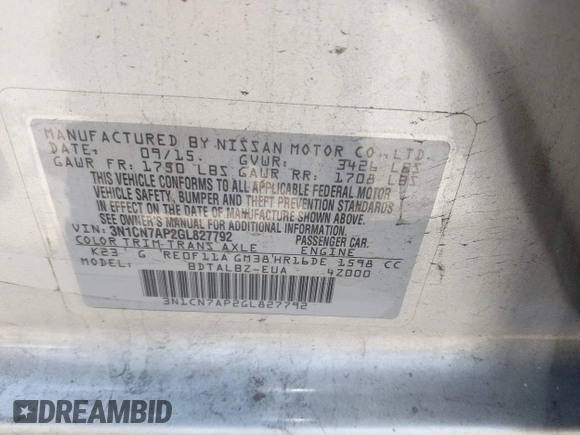 MANUFACTURED BY NISSAN MOTOR CO., LTD.
DATE: 09/15. GVWR: 3426 LBS
GAWR FR: 1750 LBS GAWR RR: 1708 LBS
THIS VEHICLE CONFORMS TO ALL APPLICABLE FEDERAL MOTOR
VEHICLE SAFETY, BUMPER AND THEFT PREVENTION STANDARDS
IN EFFECT ON THE DATE OF MANUFACTURE SHOWN ABOVE.
SEE OWNER'S MANUAL FOR ADDITIONAL INFORMATION.
VIN: 3N1CN7AP2GL827792 PASSENGER CAR.
COLOR TRIM TRANS AXLE ENGINE
K23 G RE0F11A GM38 HR16DE 1598 CC
BDTALBZ-EUA 4Z000
3N1CN7AP2GL827792
DREAMBID